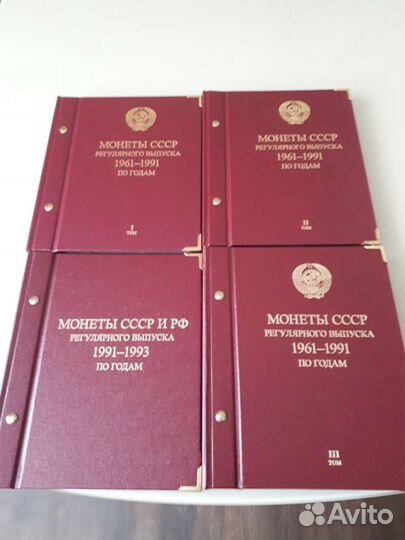 МОНЕТЫ СССР
РЕГУЛЯРНОГО ВЫПУСКА
1961–1991
ПО ГОДАМ
I
ТОМ
МОНЕТЫ СССР
РЕГУЛЯРНОГО ВЫПУСКА
1961–1991
ПО ГОДАМ
II
ТОМ
МОНЕТЫ СССР И РФ
РЕГУЛЯРНОГО ВЫПУСКА
1991–1993
ПО ГОДАМ
МОНЕТЫ СССР
РЕГУЛЯРНОГО ВЫПУСКА
1961–1991
ПО ГОДАМ
III
ТОМ
Avito